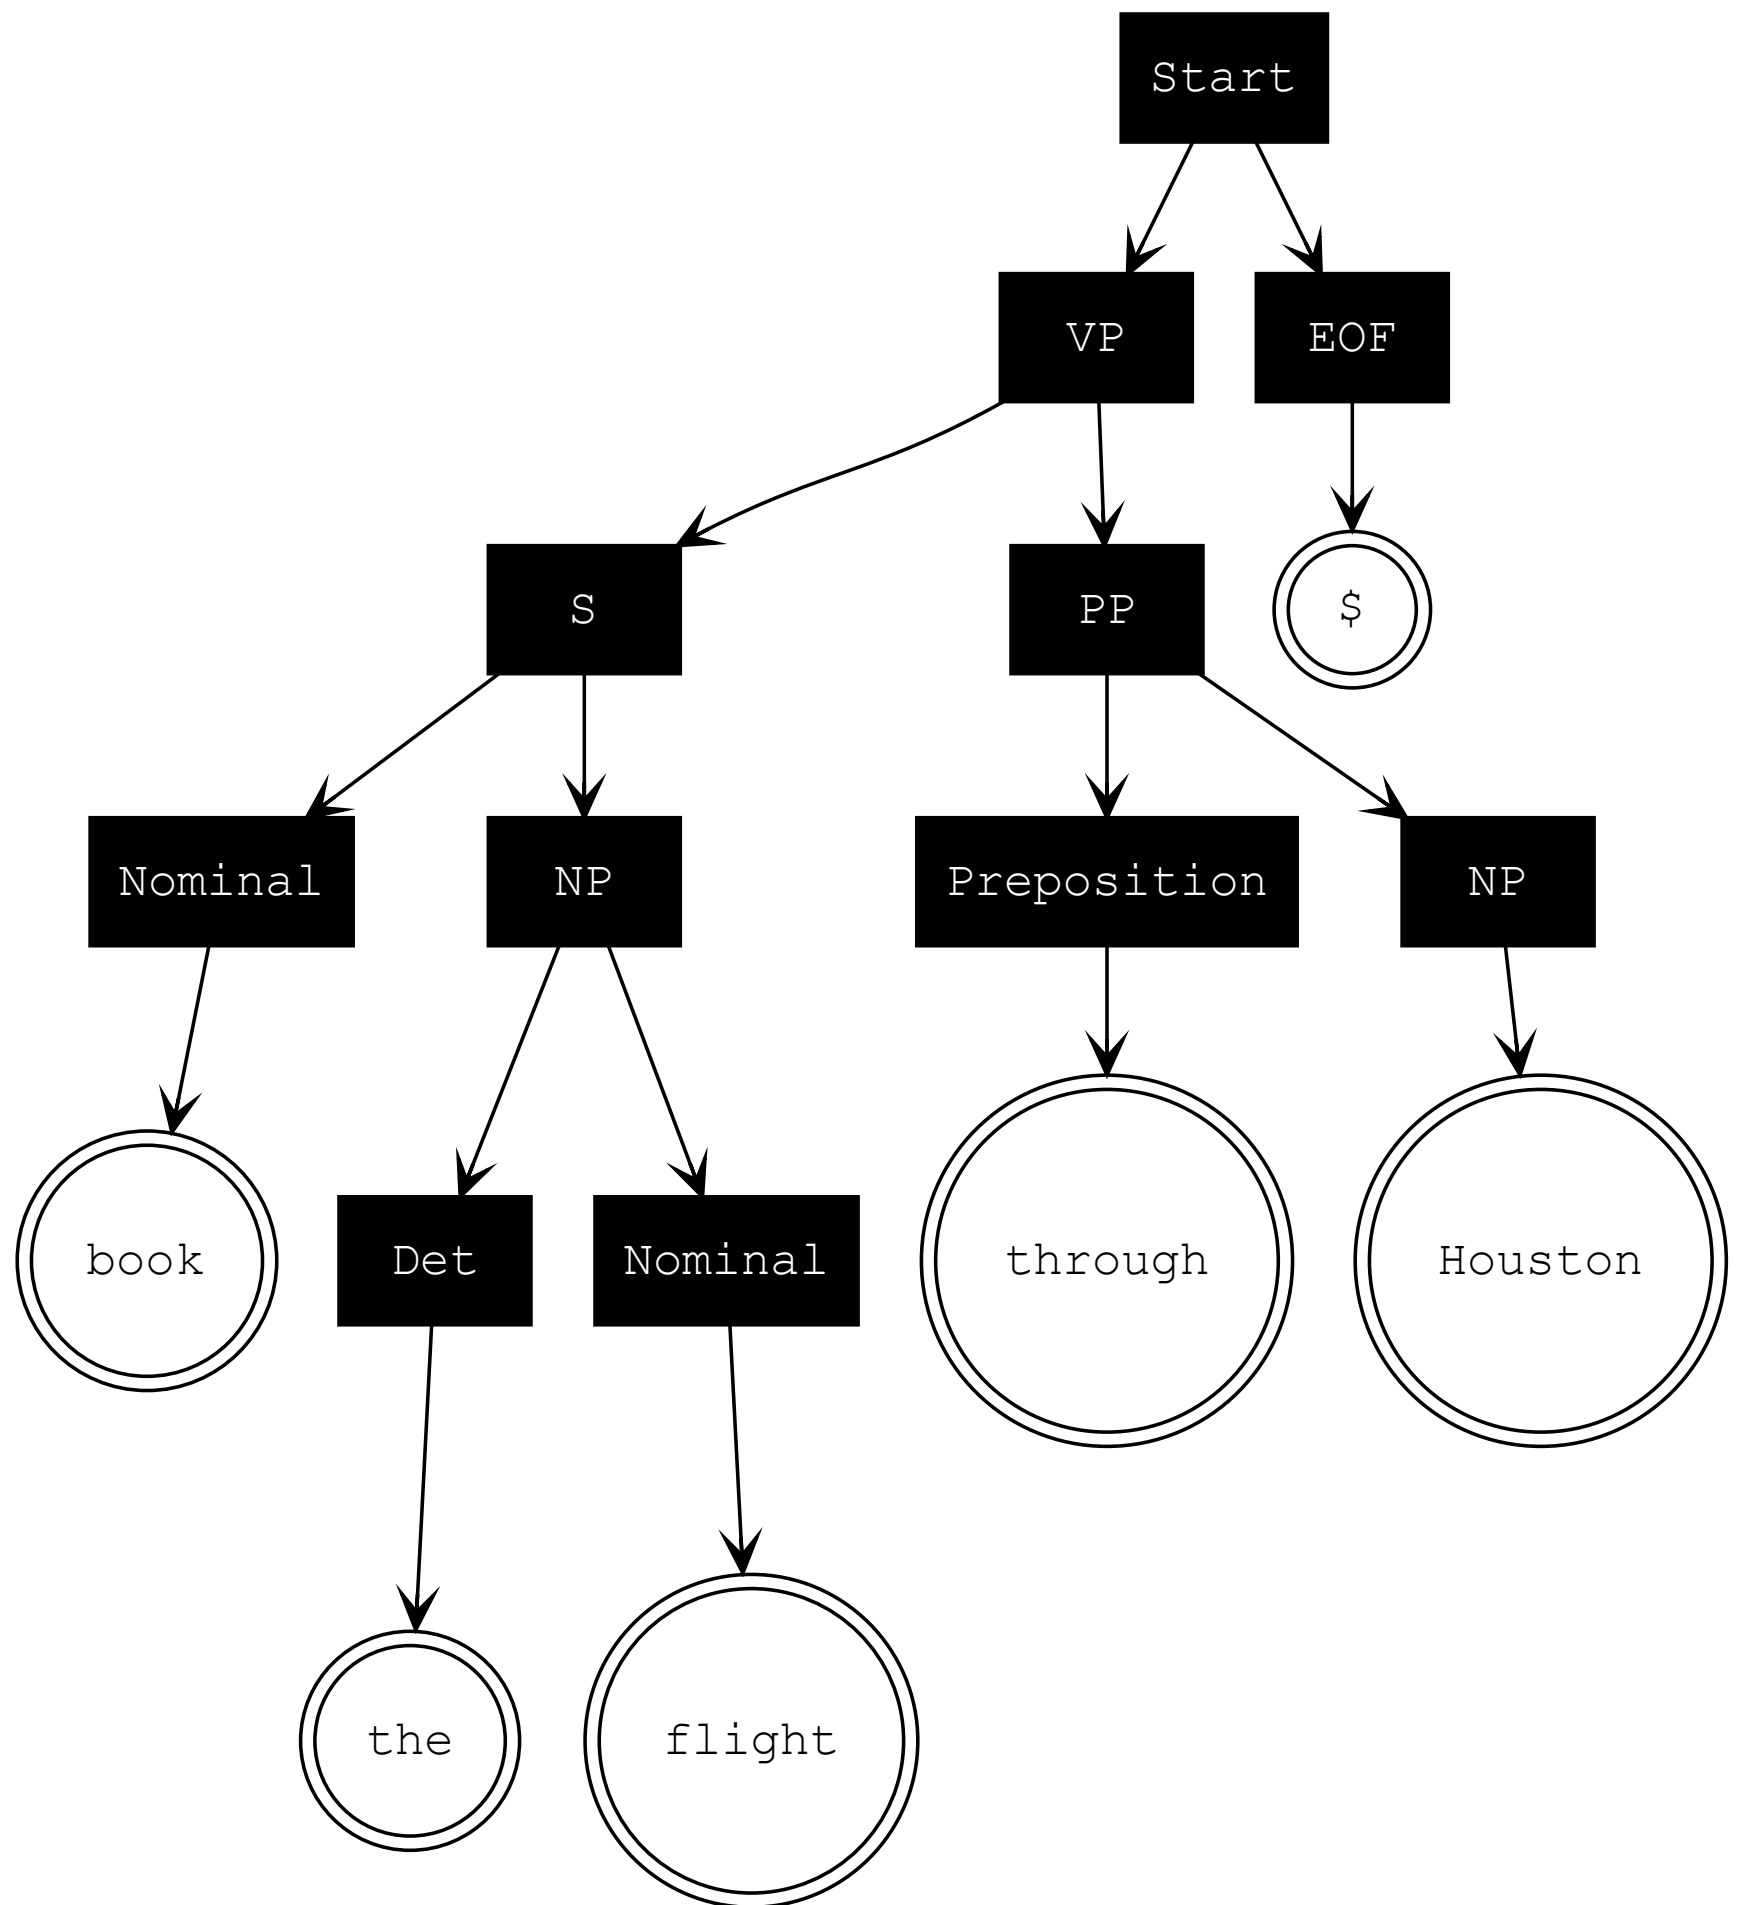 Start
VP EOF
S PP $
Nominal NP Preposition NP
book Det Nominal through Houston
the flight